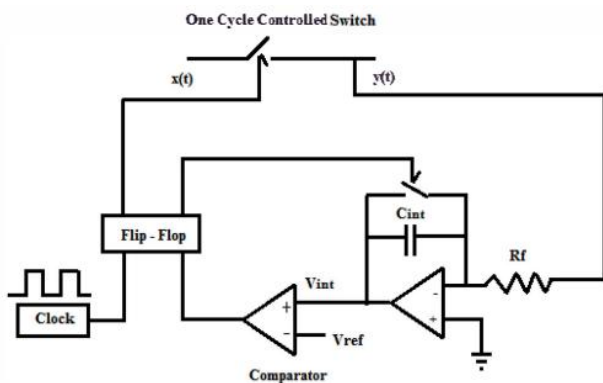 One Cycle Controlled Switch
x(t)
y(t)
Cint
Flip - Flop
Rf
Vint
Clock
+
-
-
+
Vref
Comparator